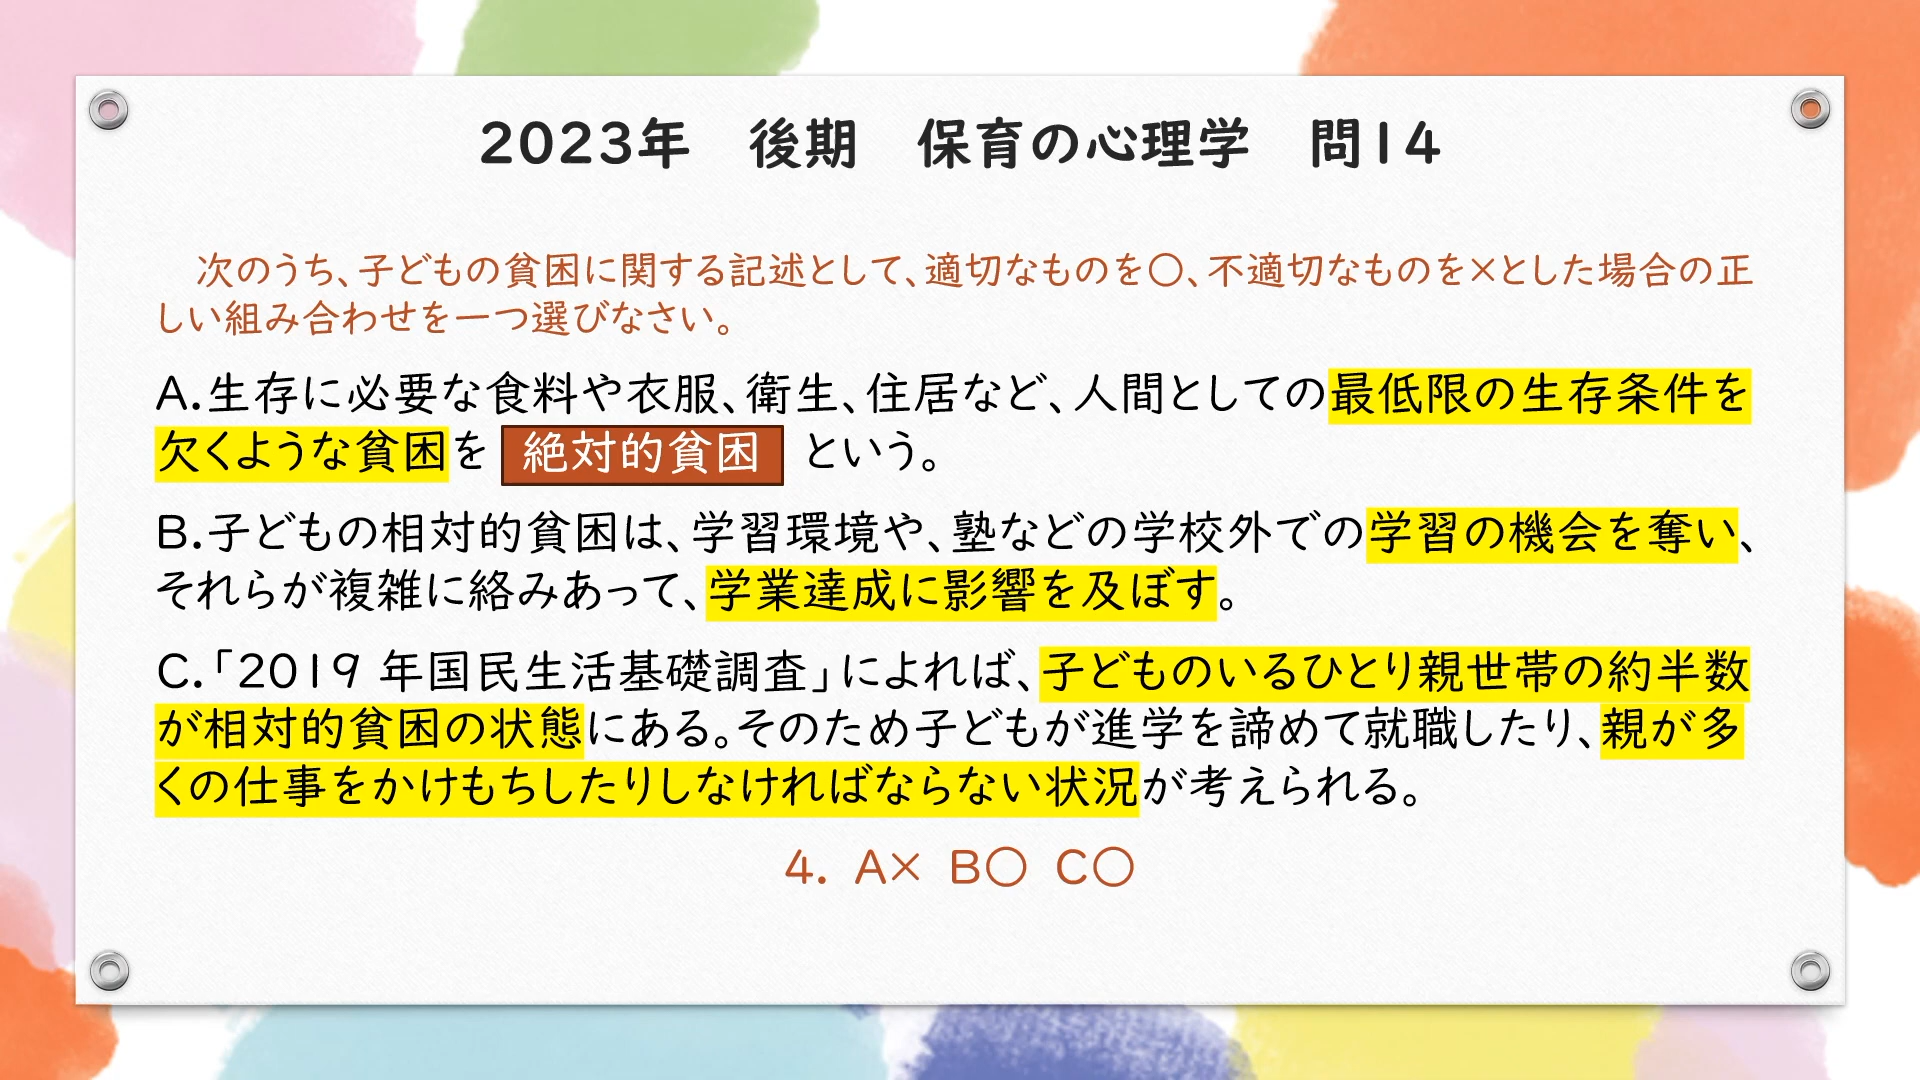 2023年　後期　保育の心理学　問14
次のうち、子どもの貧困に関する記述として、適切なものを〇、不適切なものを×とした場合の正
しい組み合わせを一つ選びなさい。
A.生存に必要な食料や衣服、衛生、住居など、人間としての最低限の生存条件を
欠くような貧困を 絶対的貧困 という。
B.子どもの相対的貧困は、学習環境や、塾などの学校外での学習の機会を奪い、
それらが複雑に絡みあって、学業達成に影響を及ぼす。
C.「2019 年国民生活基礎調査」によれば、子どものいるひとり親世帯の約半数
が相対的貧困の状態にある。そのため子どもが進学を諦めて就職したり、親が多
くの仕事をかけもちしたりしなければならない状況が考えられる。
4. A× B〇 C〇